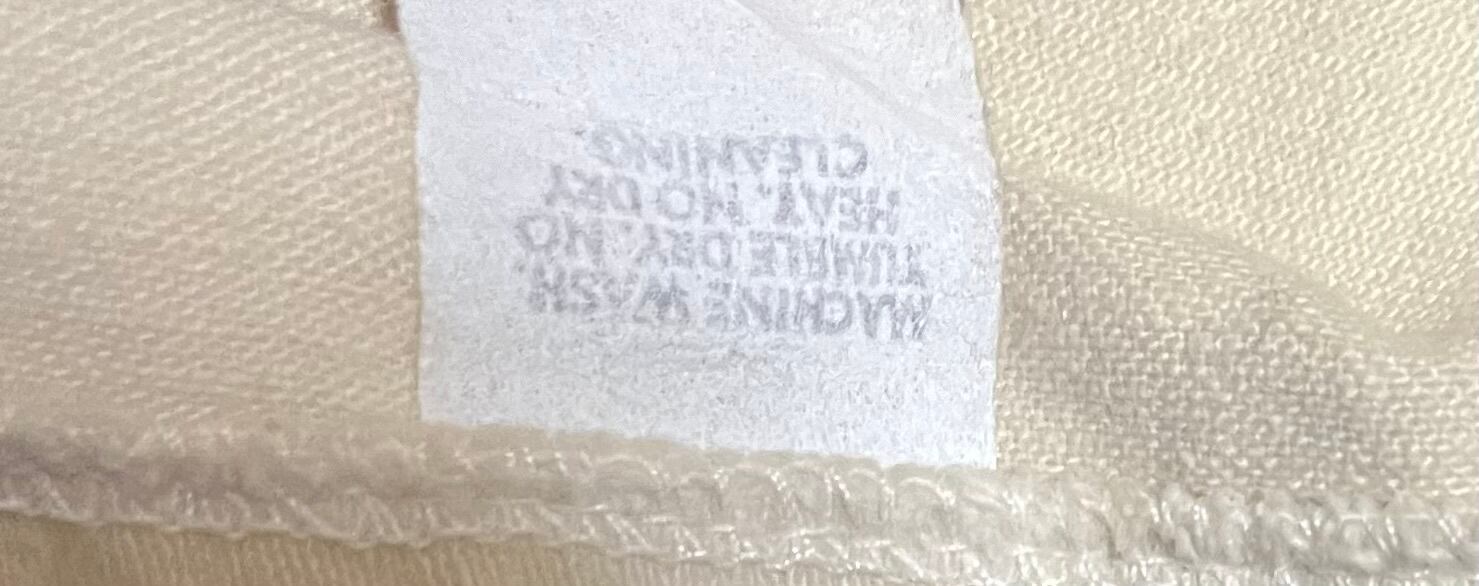 MACHINE WASH
TUMBLE DRY, NO
HEAT, NO DRY
CLEANING